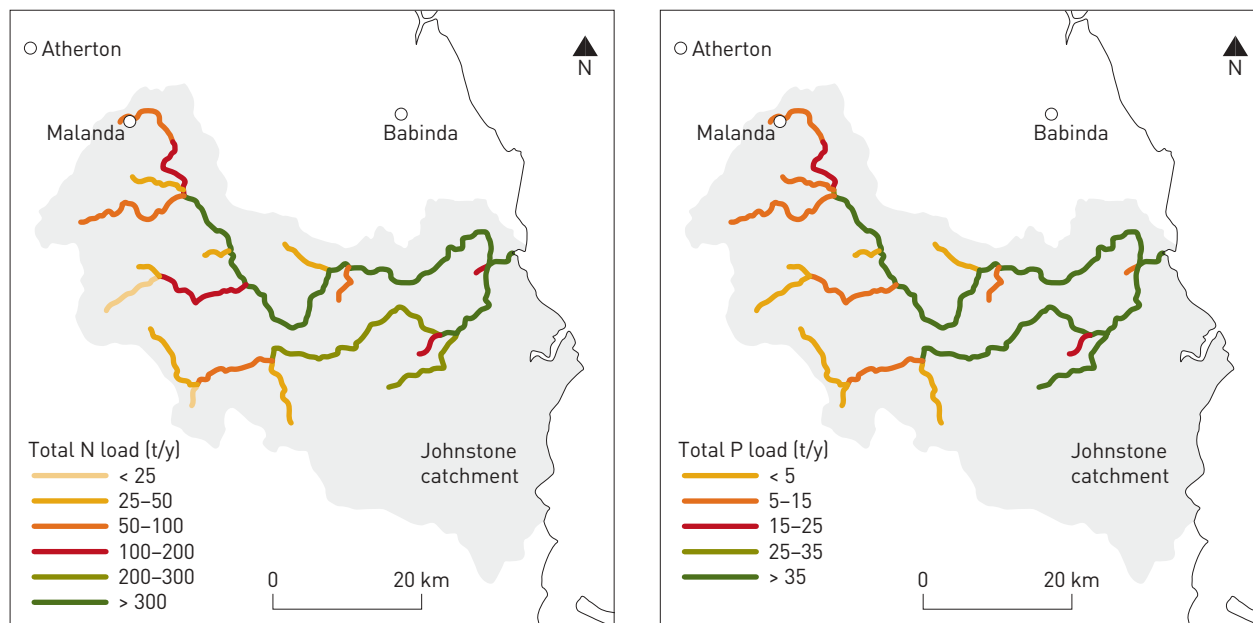 Atherton
N
Malanda
Babinda
Total N load (t/y)
< 25
25–50
50–100
100–200
200–300
> 300
Johnstone
catchment
0
20 km
Atherton
N
Malanda
Babinda
Total P load (t/y)
< 5
5–15
15–25
25–35
> 35
Johnstone
catchment
0
20 km